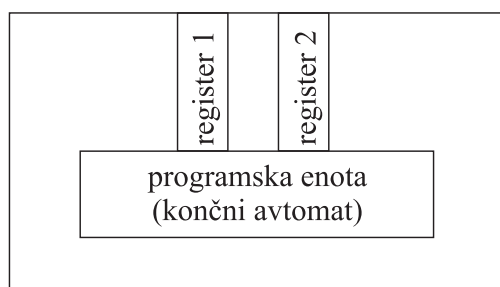 register 1
register 2
programska enota
(končni avtomat)